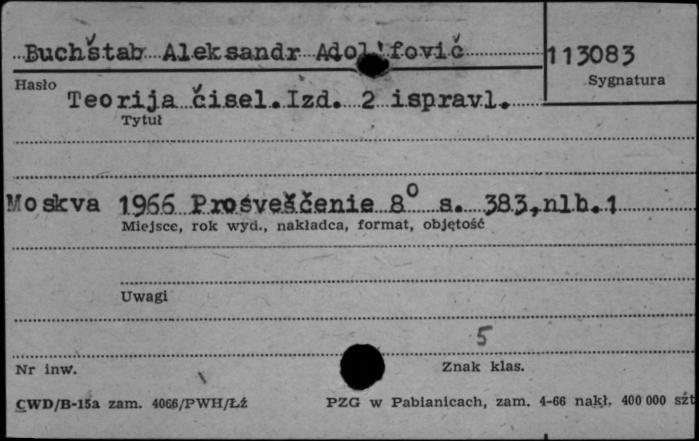 Buchštab Aleksandr Adol'fović
113083
Hasło
Sygnatura
Teorija čisel. Izd. 2 ispravl.
Tytuł
Moskva 1966 Prosveščenie 8° s. 383, nlb. 1
Miejsce, rok wyd., nakładca, format, objętość
Uwagi
5
Nr inw.
Znak klas.
CWD/B-15a zam. 4066/PWH/Łź
PZG w Pabianicach, zam. 4-66 nakł. 400 000 szt